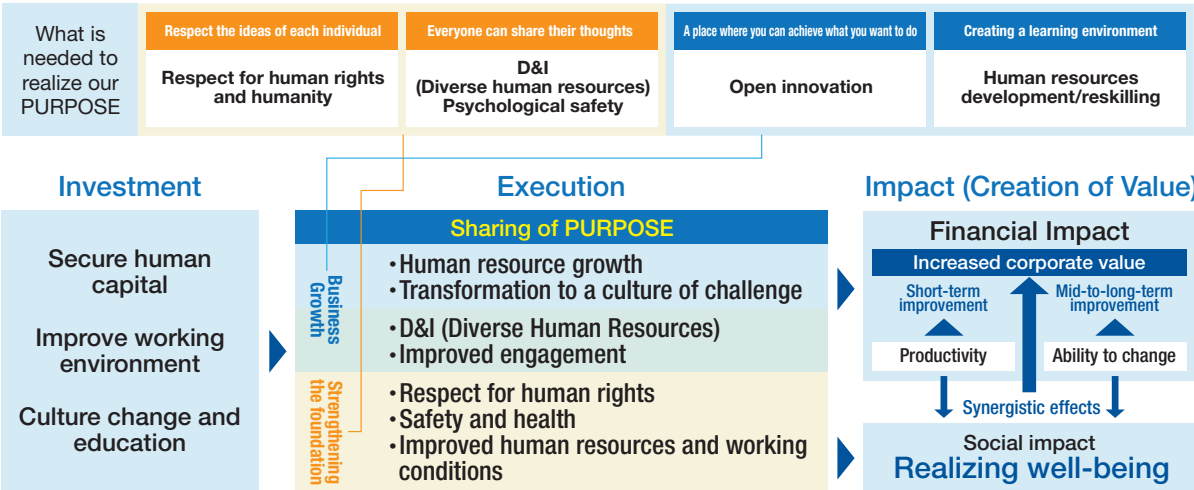 What is
needed to
realize our
PURPOSE
Respect the ideas of each individual
Respect for human rights
and humanity
Everyone can share their thoughts
D&I
(Diverse human resources)
Psychological safety
A place where you can achieve what you want to do
Open innovation
Creating a learning environment
Human resources
development/reskilling
Investment
Secure human
capital
Improve working
environment
Culture change and
education
Execution
Sharing of PURPOSE
Business
Growth
•Human resource growth
•Transformation to a culture of challenge
•D&I (Diverse Human Resources)
•Improved engagement
Strengthening
the foundation
•Respect for human rights
•Safety and health
•Improved human resources and working
conditions
Impact (Creation of Value)
Financial Impact
Increased corporate value
Short-term
improvement
Mid-to-long-term
improvement
Productivity
Ability to change
Synergistic effects
Social impact
Realizing well-being